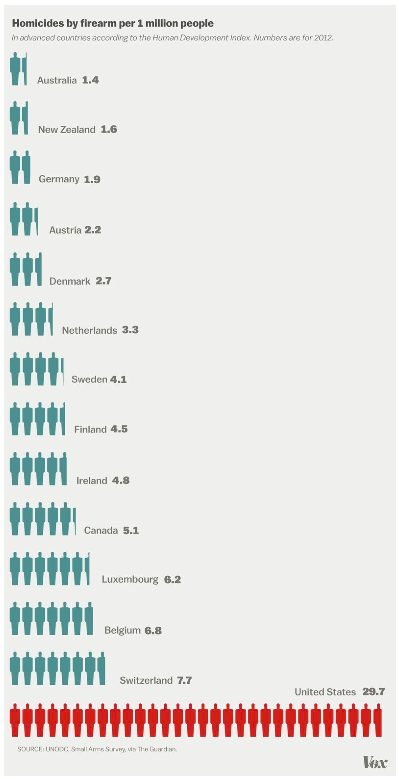 Homicides by firearm per 1 million people
In advanced countries according to the Human Development Index. Numbers are for 2012.
Australia 1.4
New Zealand 1.6
Germany 1.9
Austria 2.2
Denmark 2.7
Netherlands 3.3
Sweden 4.1
Finland 4.5
Ireland 4.8
Canada 5.1
Luxembourg 6.2
Belgium 6.8
Switzerland 7.7
United States 29.7
SOURCE: UNODC, Small Arms Survey, via The Guardian.
Vox